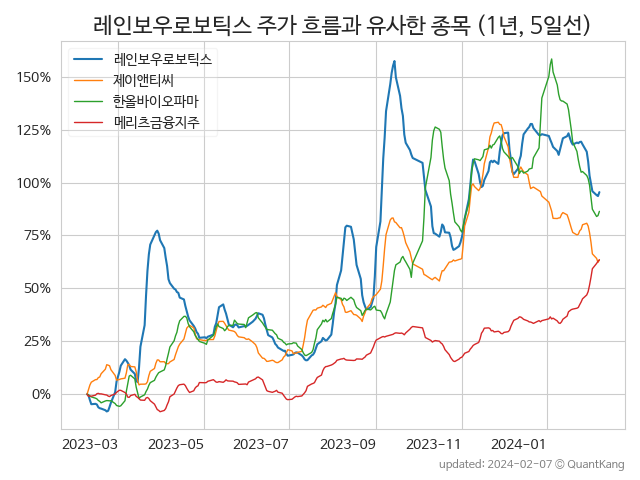 레인보우로보틱스 주가 흐름과 유사한 종목 (1년, 5일선)
레인보우로보틱스
제이앤티씨
한올바이오파마
메리츠금융지주
150%
125%
100%
75%
50%
25%
0%
2023-03 2023-05 2023-07 2023-09 2023-11 2024-01
updated: 2024-02-07 © QuantKang